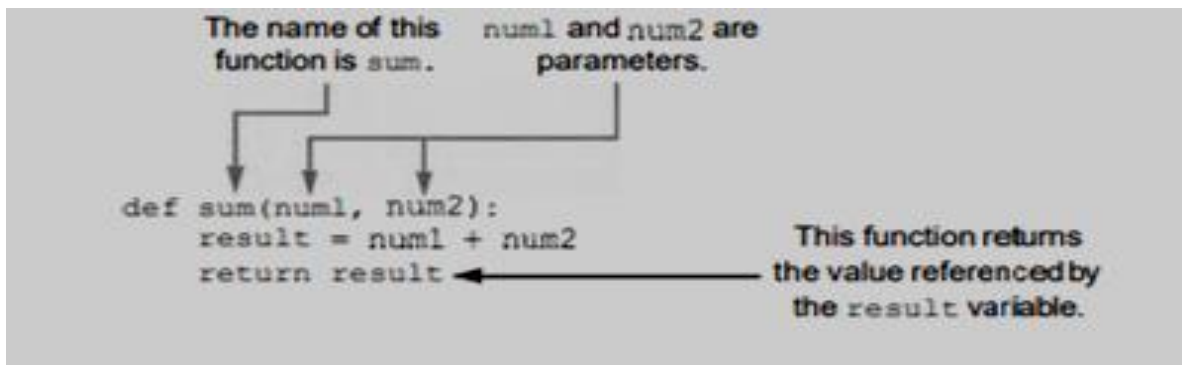 The name of this
function is sum.
num1 and num2 are
parameters.
def sum(num1, num2):
result = num1 + num2
return result
This function returns
the value referenced by
the result variable.